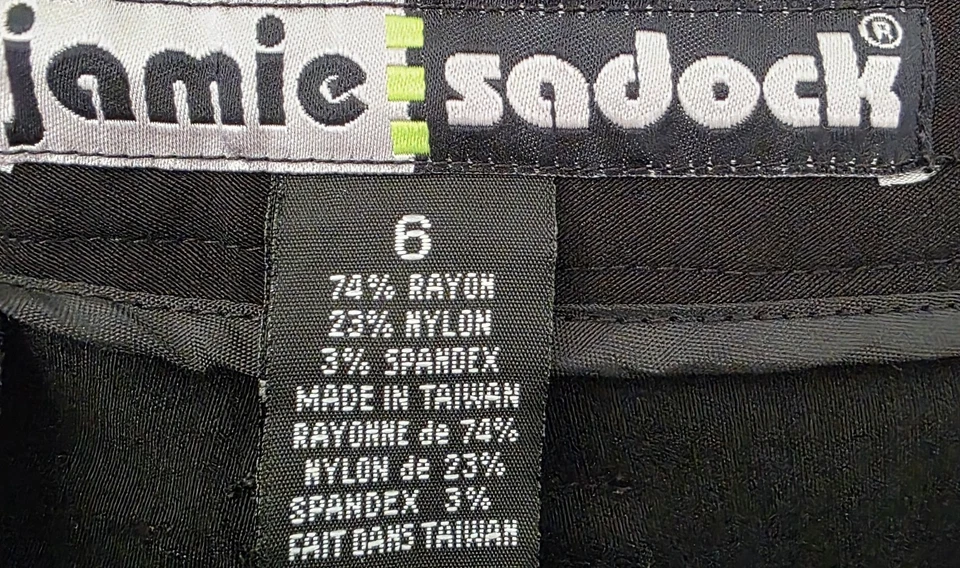 jamie sadock®
6
74% RAYON
23% NYLON
3% SPANDEX
MADE IN TAIWAN
RAYONNE de 74%
NYLON de 23%
SPANDEX 3%
FAIT DANS TAIWAN